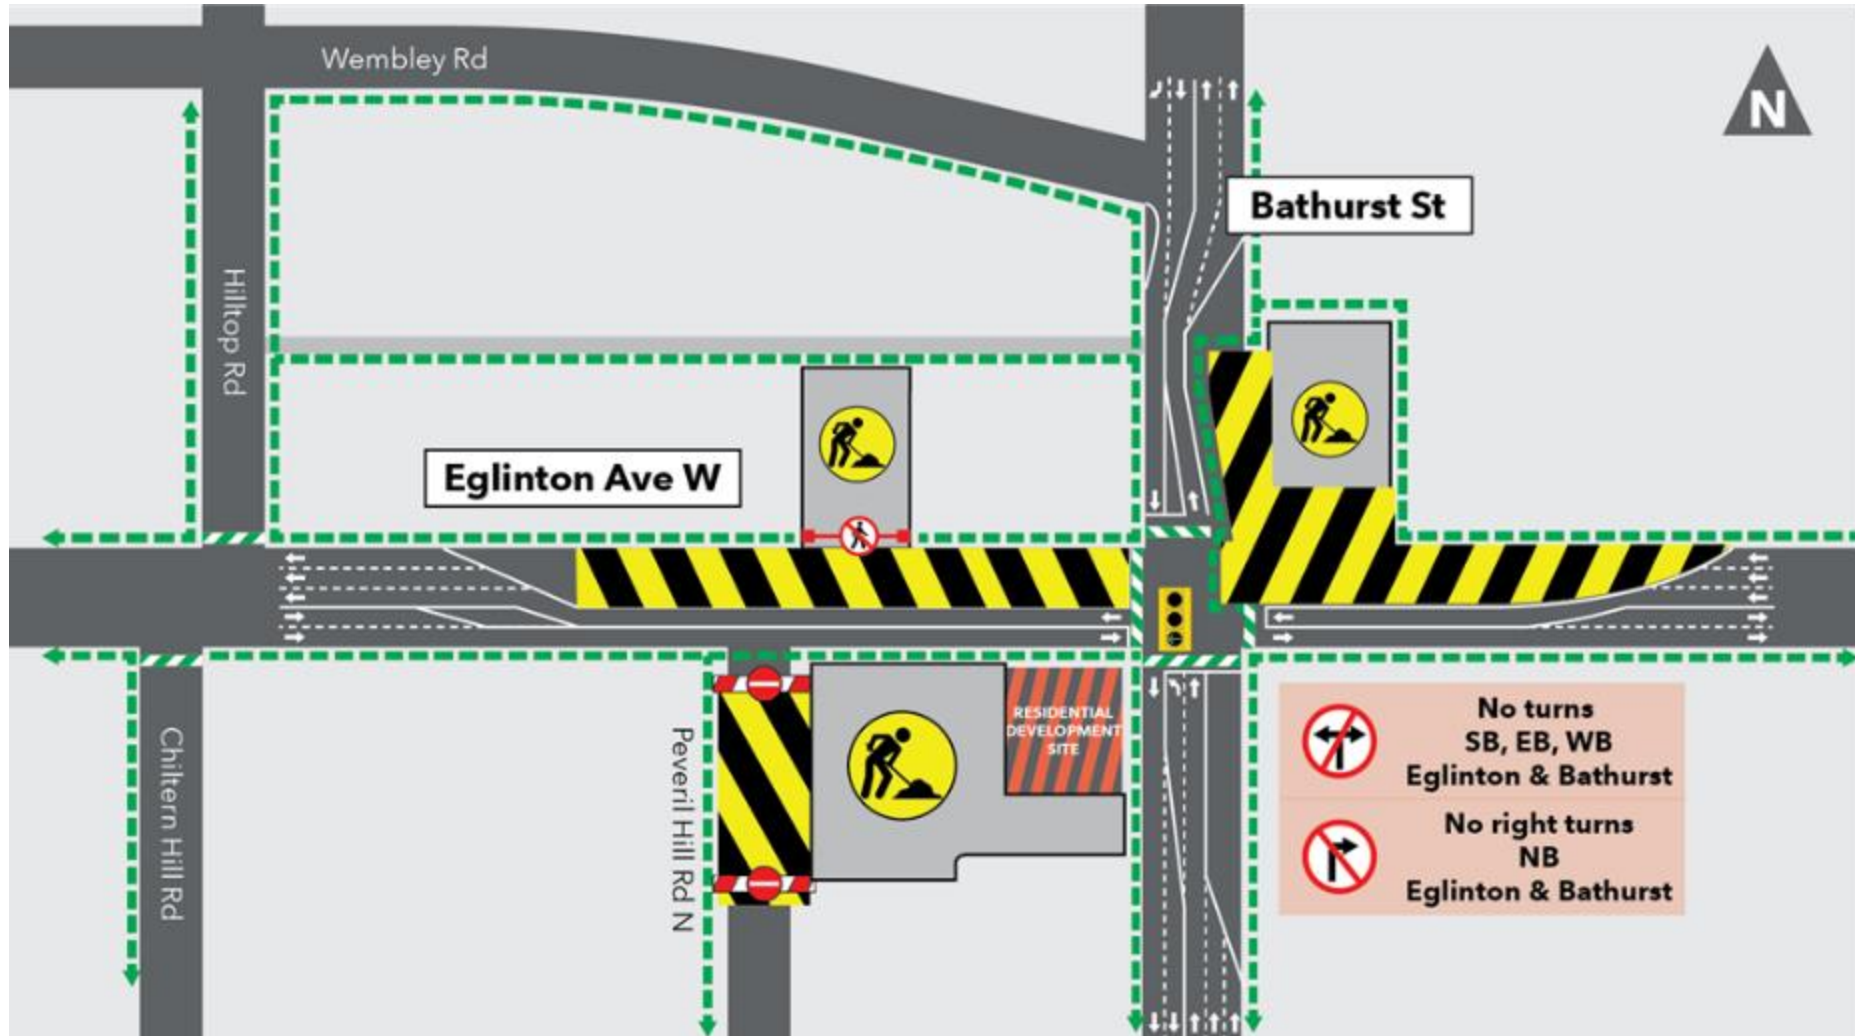 Wembley Rd
N
Bathurst St
Hilltop Rd
Eglinton Ave W
RESIDENTIAL
DEVELOPMENT
SITE
Chiltern Hill Rd
Peveril Hill Rd N
No turns
SB, EB, WB
Eglinton & Bathurst
No right turns
NB
Eglinton & Bathurst